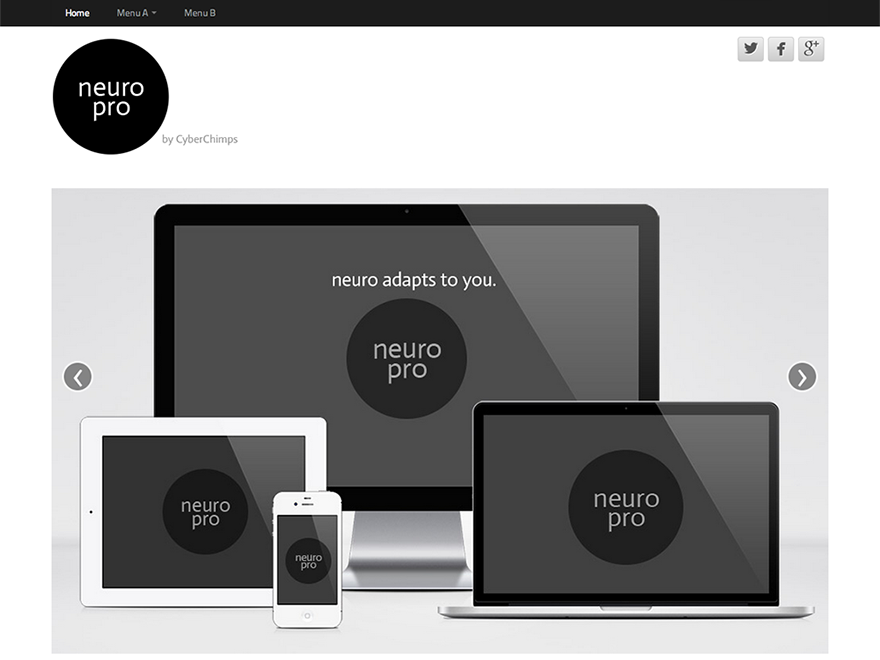 Home Menu A Menu B
neuro
pro
by CyberChimps
g+
neuro adapts to you.
neuro
pro
neuro
pro
neuro
pro
neuro
pro